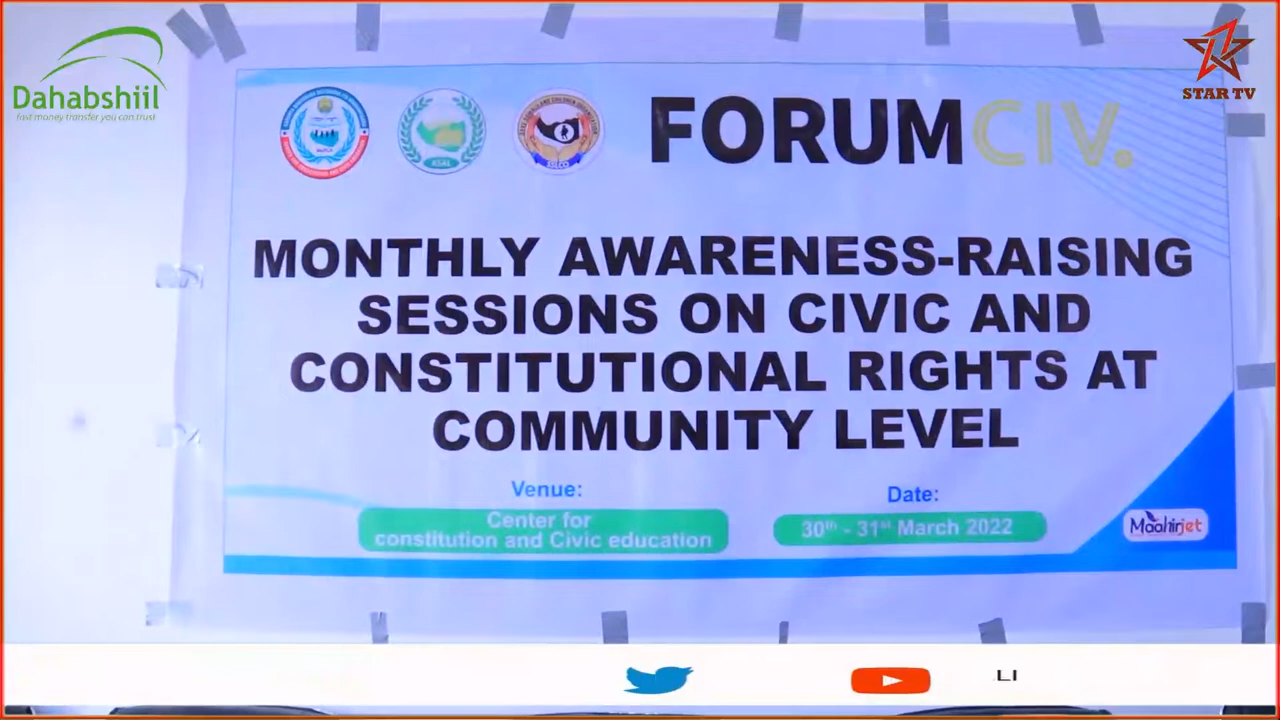 Dahabshiil
fast money transfer you can trust
STAR TV
FORUMCIV.
MONTHLY AWARENESS-RAISING
SESSIONS ON CIVIC AND
CONSTITUTIONAL RIGHTS AT
COMMUNITY LEVEL
Venue:
Center for
constitution and Civic education
Date:
30th - 31st March 2022
Maahirjet
LI